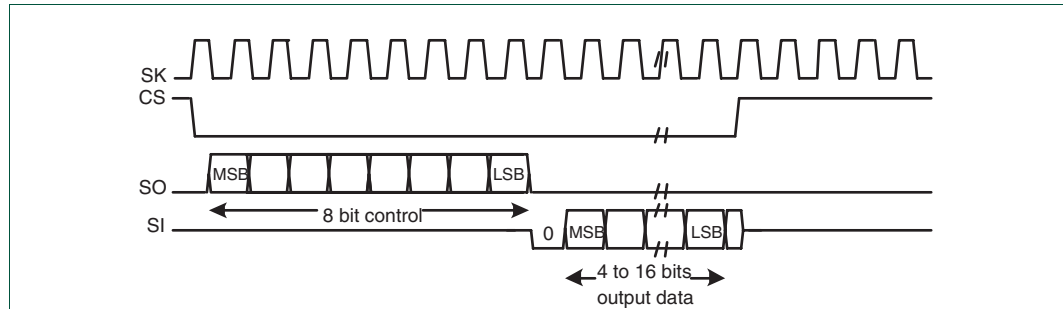 SK
CS
MSB LSB
SO
8 bit control
SI
0 MSB LSB
4 to 16 bits
output data